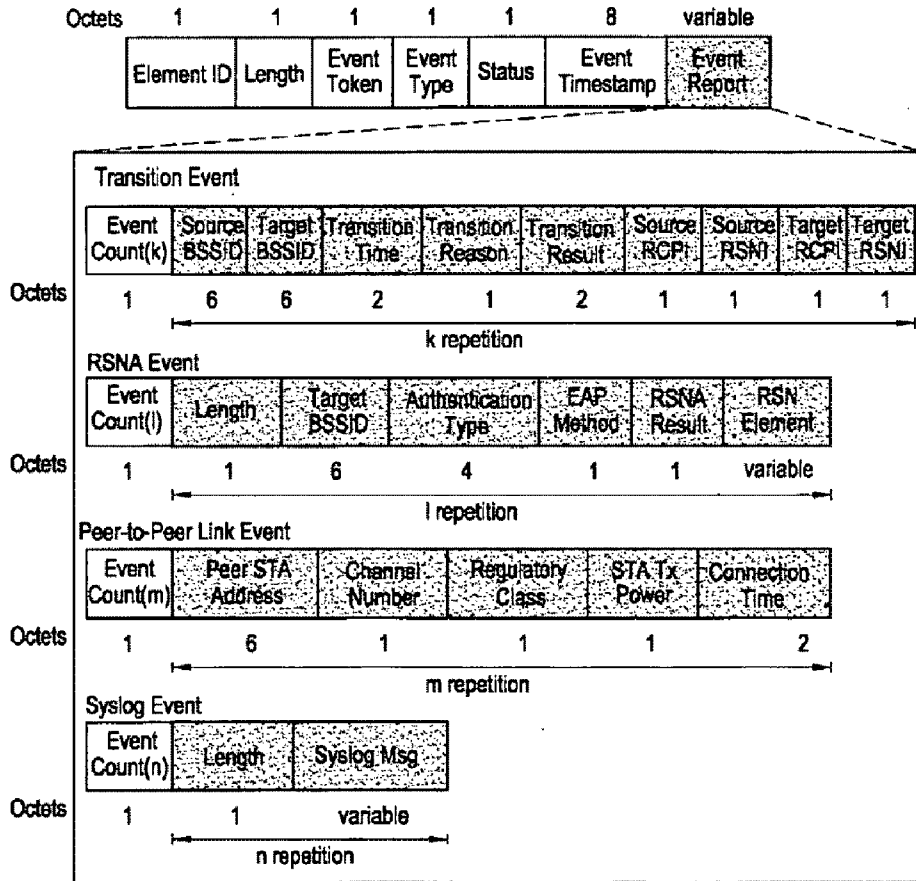 Octets 1 1 1 1 1 8 variable
Element ID Length Event Token Event Type Status Event Timestamp Event Report
Transition Event
Event Count(k) Source BSSID Target BSSID Transition Time Transition Reason Transition Result Source RCPI Source RSNI Target RCPI Target RSNI
Octets 1 6 6 2 1 2 1 1 1 1
k repetition
RSNA Event
Event Count(l) Length Target BSSID Authentication Type EAP Method RSNA Result RSN Element
Octets 1 1 6 4 1 1 variable
l repetition
Peer-to-Peer Link Event
Event Count(m) Peer STA Address Channel Number Regulatory Class STA Tx Power Connection Time
Octets 1 6 1 1 1 2
m repetition
Syslog Event
Event Count(n) Length Syslog Msg
Octets 1 1 variable
n repetition